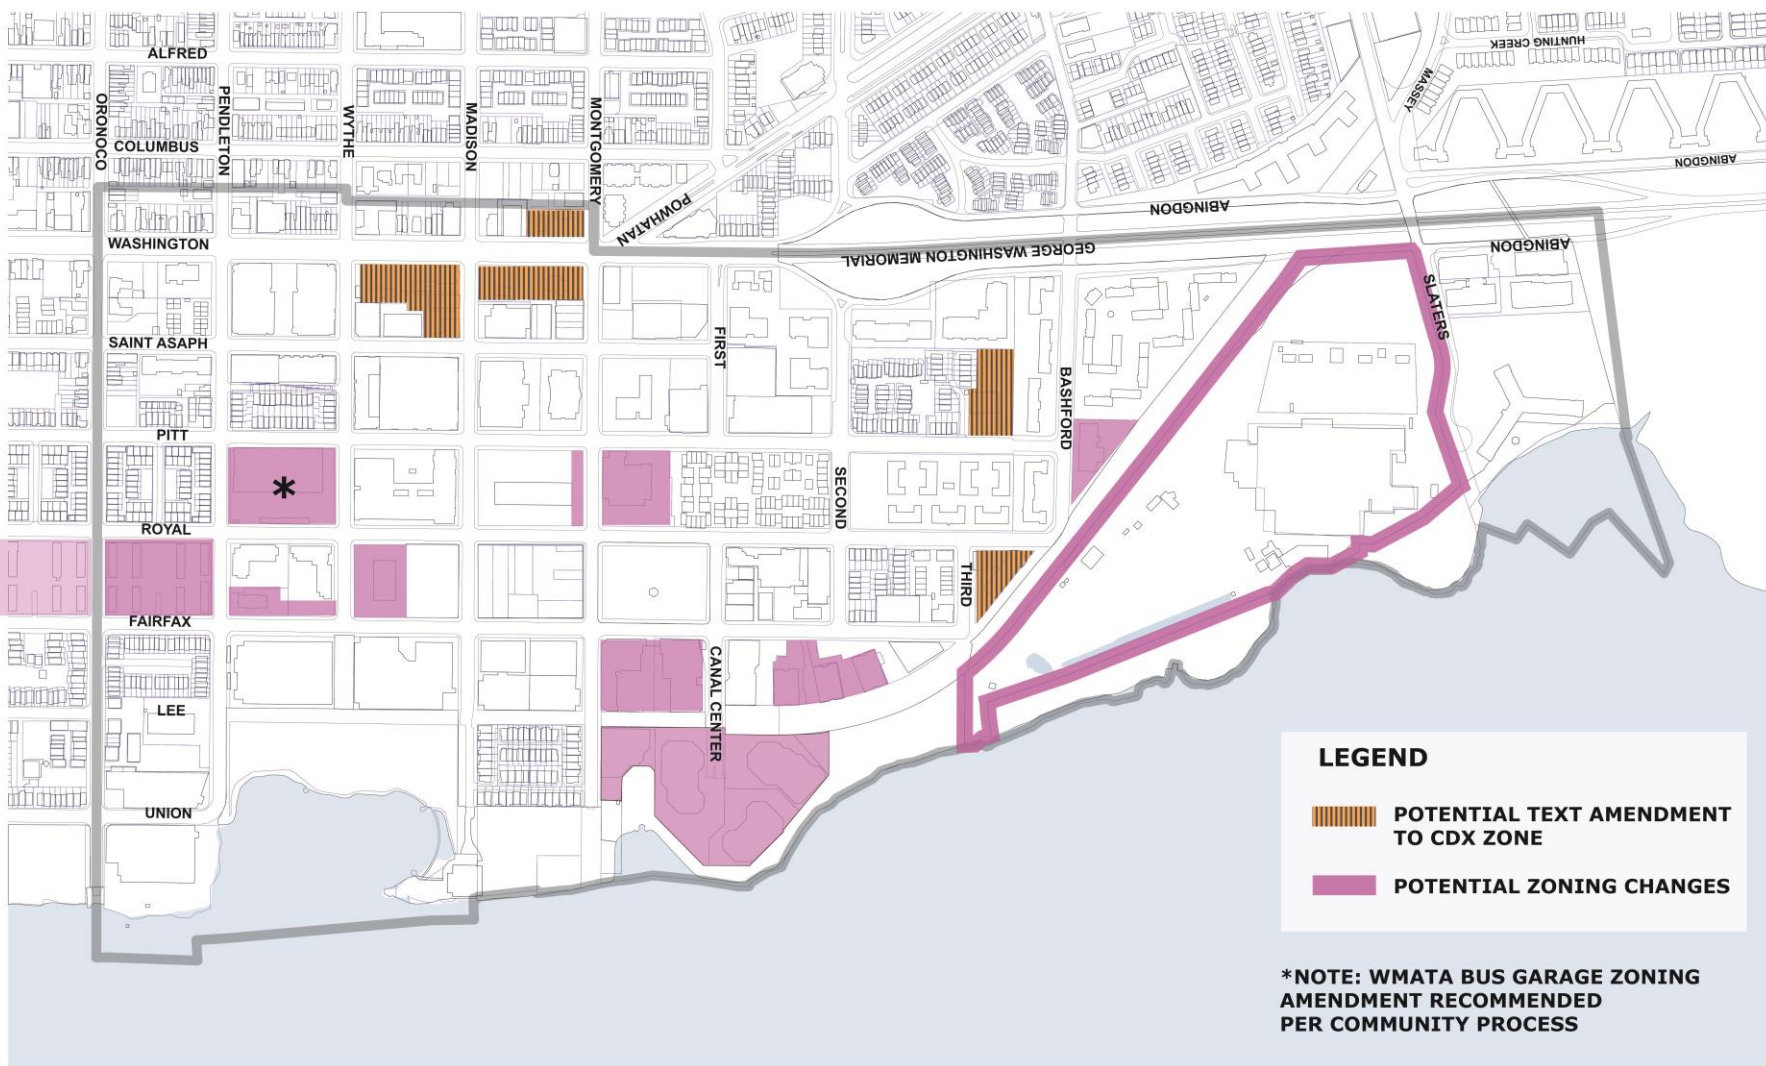 ALFRED
HUNTING CREEK
MASSEY
ORONOCO
PENDLETON
WYTHE
MADISON
MONTGOMERY
COLUMBUS
ABINGDON
POWHATAN
ABINGDON
WASHINGTON
GEORGE WASHINGTON MEMORIAL
ABINGDON
SLATERS
SAINT ASAPH
FIRST
BASHFORD
PITT
*
SECOND
ROYAL
THIRD
FAIRFAX
CANAL CENTER
LEE
UNION
LEGEND
POTENTIAL TEXT AMENDMENT
TO CDX ZONE
POTENTIAL ZONING CHANGES
*NOTE: WMATA BUS GARAGE ZONING
AMENDMENT RECOMMENDED
PER COMMUNITY PROCESS